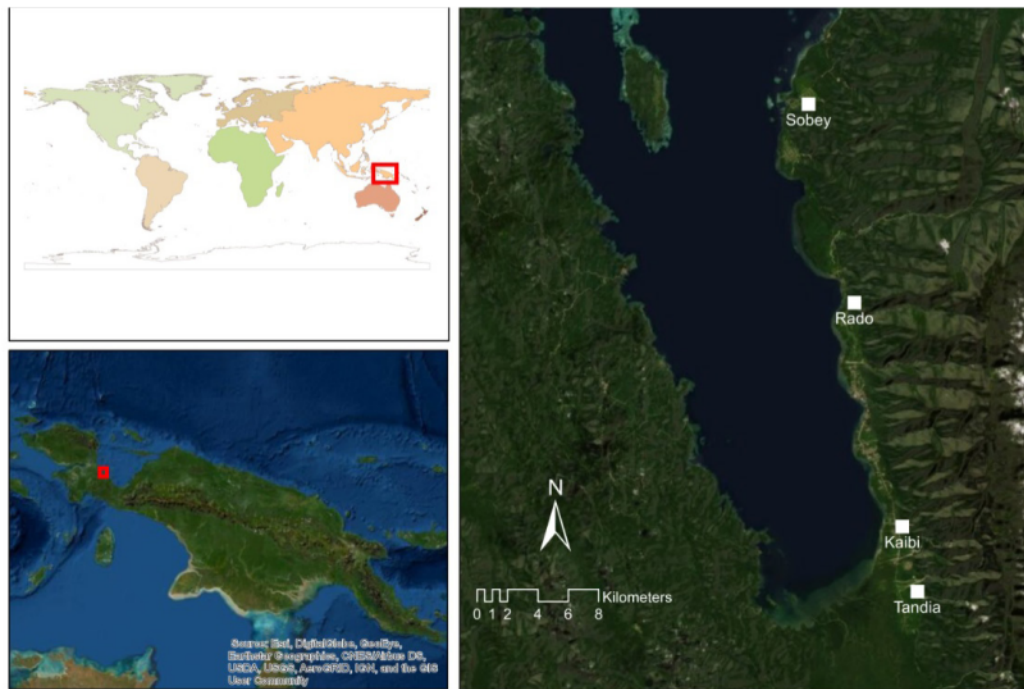 Source: Esri, DigitalGlobe, GeoEye,
Earthstar Geographics, CNES/Airbus DS,
USDA, USGS, AeroGRID, IGN, and the GIS
User Community
Sobey
Rado
N
Kaibi
Kilometers
0 1 2 4 6 8
Tandia